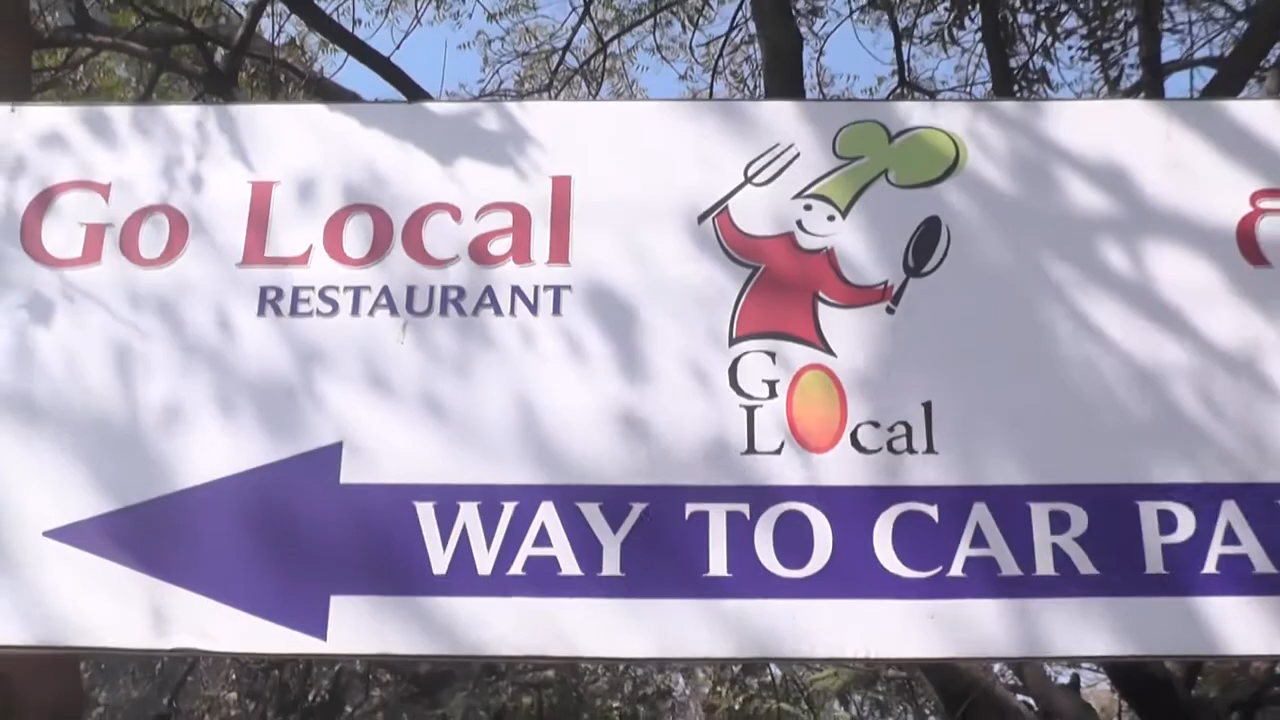 Go Local
RESTAURANT
GO
LOcal
WAY TO CAR PA